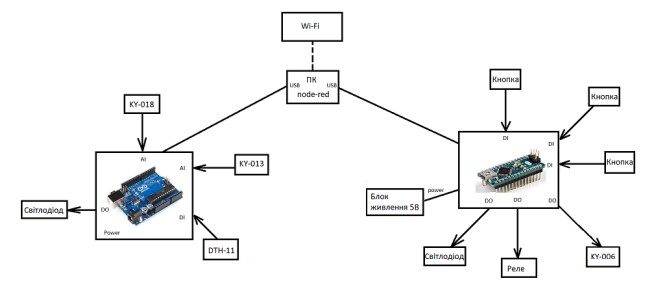 Wi-Fi
ПК
USB
USB
node-red
Кнопка
Кнопка
KY-018
DI
DI
AI
AI
KY-013
DI
Кнопка
Світлодіод
DO
DI
power
Блок
живлення 5В
DO
DO
DO
Power
DTH-11
Світлодіод
Реле
KY-006